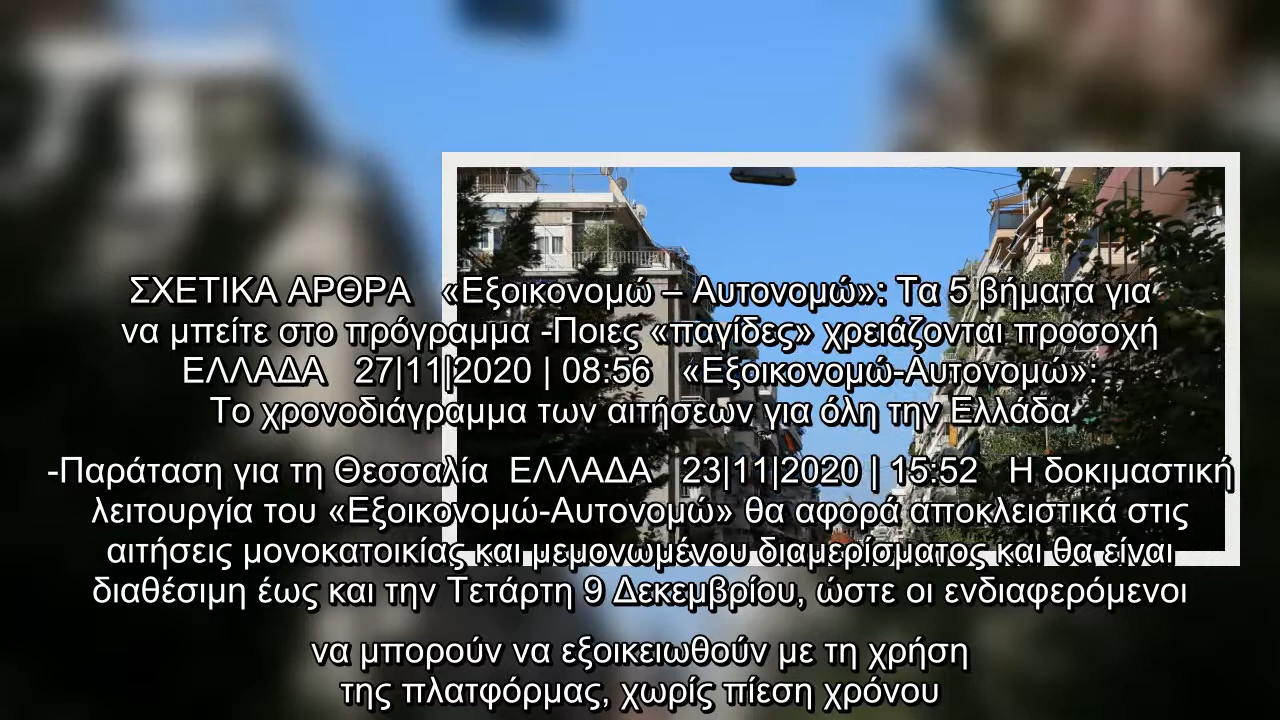 ΣΧΕΤΙΚΑ ΑΡΘΡΑ «Εξοικονομώ – Αυτονομώ»: Τα 5 βήματα για
να μπείτε στο πρόγραμμα -Ποιες «παγίδες» χρειάζονται προσοχή
ΕΛΛΑΔΑ 27|11|2020 | 08:56 «Εξοικονομώ-Αυτονομώ»:
Το χρονοδιάγραμμα των αιτήσεων για όλη την Ελλάδα
-Παράταση για τη Θεσσαλία ΕΛΛΑΔΑ 23|11|2020 | 15:52 Η δοκιμαστική
λειτουργία του «Εξοικονομώ-Αυτονομώ» θα αφορά αποκλειστικά στις
αιτήσεις μονοκατοικίας και μεμονωμένου διαμερίσματος και θα είναι
διαθέσιμη έως και την Τετάρτη 9 Δεκεμβρίου, ώστε οι ενδιαφερόμενοι
να μπορούν να εξοικειωθούν με τη χρήση
της πλατφόρμας, χωρίς πίεση χρόνου